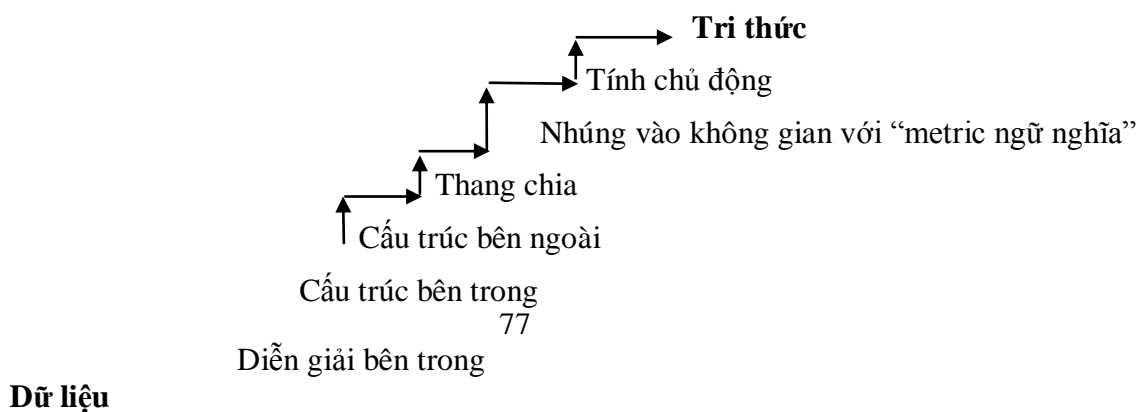 Tri thức
Tính chủ động
Nhúng vào không gian với “metric ngữ nghĩa”
Thang chia
Cấu trúc bên ngoài
Cấu trúc bên trong
77
Diễn giải bên trong
Dữ liệu